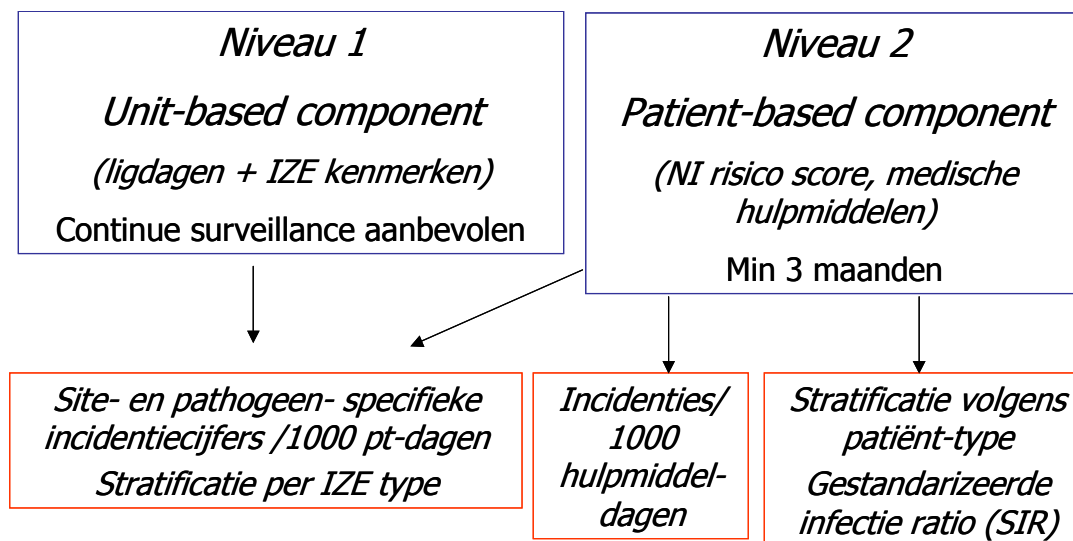 Niveau 1
Unit-based component
(ligdagen + IZE kenmerken)
Continue surveillance aanbevolen
Niveau 2
Patient-based component
(NI risico score, medische
hulpmiddelen)
Min 3 maanden
Site- en pathogeen- specifieke
incidentiecijfers /1000 pt-dagen
Stratificatie per IZE type
Incidenties/
1000
hulpmiddel-
dagen
Stratificatie volgens
patiënt-type
Gestandarizeerde
infectie ratio (SIR)